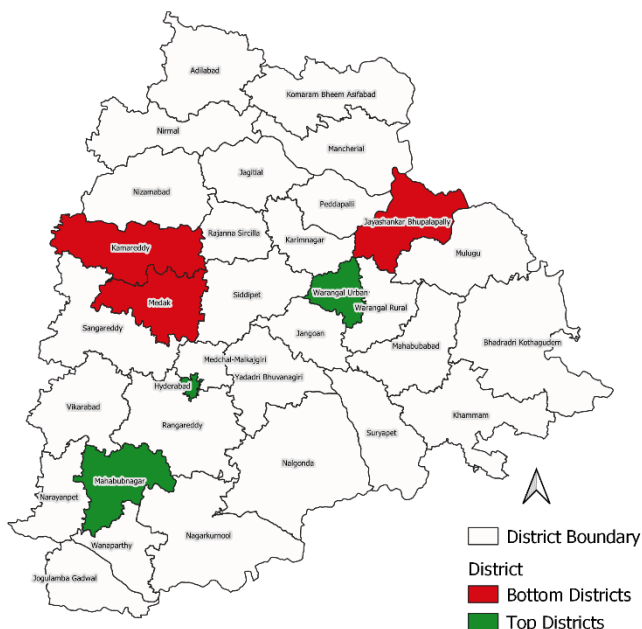 Adilabad
Komaram Bheem Asifabad
Nirmal
Mancherial
Jagitial
Nizamabad
Peddapalli
Jayashankar Bhupalapally
Rajanna Sircilla
Karimnagar
Kamareddy
Mulugu
Medak
Siddipet
Warangal Urban
Warangal Rural
Sangareddy
Jangoan
Mahabubabad
Bhadradri Kothagudem
Medchal-Malkajgiri
Yadadri Bhuvanagiri
Hyderabad
Vikarabad
Khammam
Rangareddy
Suryapet
Nalgonda
Mahabubnagar
Narayanpet
Nagarkurnool
Wanaparthy
Jogulamba Gadwal
District Boundary
District
Bottom Districts
Top Districts